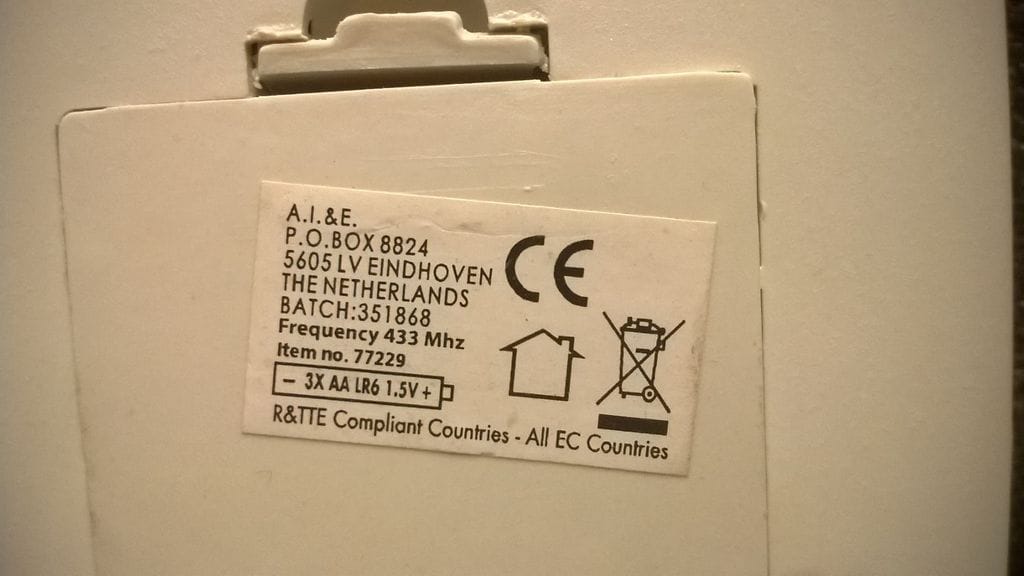 A.I.&E.
P.O.BOX 8824
5605 LV EINDHOVEN
THE NETHERLANDS
BATCH:351868
Frequency 433 Mhz
Item no. 77229
– 3X AA LR6 1.5V +
R&TTE Compliant Countries - All EC Countries
CE